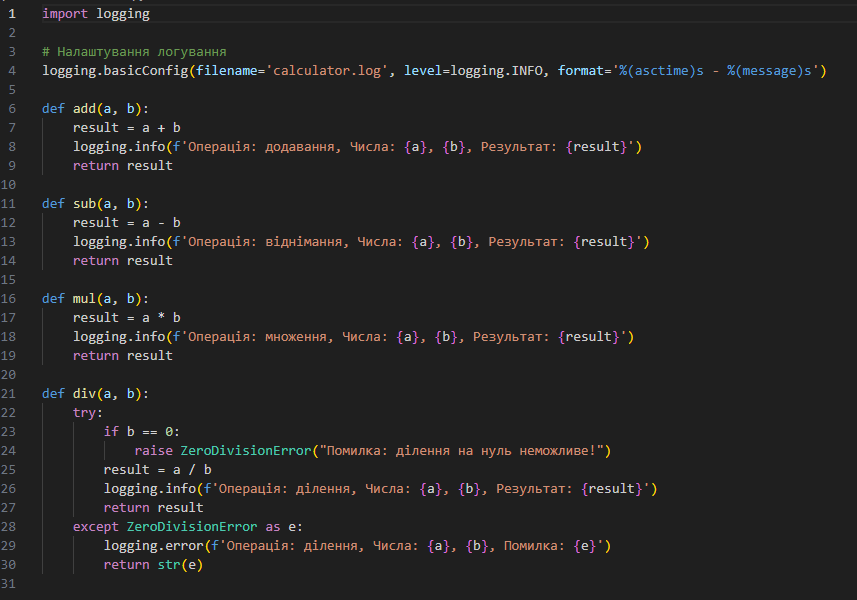 1 import logging
2
3 # Налаштування логування
4 logging.basicConfig(filename='calculator.log', level=logging.INFO, format='%(asctime)s - %(message)s')
5
6 def add(a, b):
7     result = a + b
8     logging.info(f'Операція: додавання, Числа: {a}, {b}, Результат: {result}')
9     return result
10
11 def sub(a, b):
12     result = a - b
13     logging.info(f'Операція: віднімання, Числа: {a}, {b}, Результат: {result}')
14     return result
15
16 def mul(a, b):
17     result = a * b
18     logging.info(f'Операція: множення, Числа: {a}, {b}, Результат: {result}')
19     return result
20
21 def div(a, b):
22     try:
23         if b == 0:
24             raise ZeroDivisionError("Помилка: ділення на нуль неможливе!")
25         result = a / b
26         logging.info(f'Операція: ділення, Числа: {a}, {b}, Результат: {result}')
27         return result
28     except ZeroDivisionError as e:
29         logging.error(f'Операція: ділення, Числа: {a}, {b}, Помилка: {e}')
30         return str(e)
31